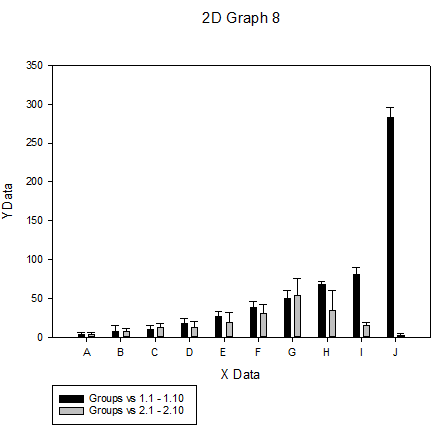 2D Graph 8
350
300
250
200
150
100
50
0
Y Data
A B C D E F G H I J
X Data
Groups vs 1.1 - 1.10
Groups vs 2.1 - 2.10